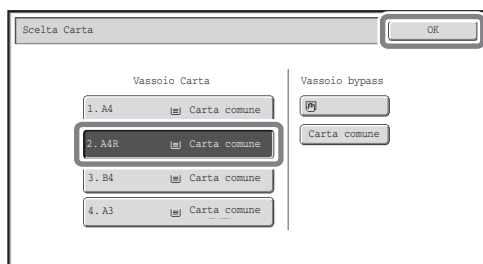 Scelta Carta
OK
Vassoio Carta
Vassoio bypass
1. A4 Carta comune
2. A4R Carta comune
Carta comune
3. B4 Carta comune
4. A3 Carta comune